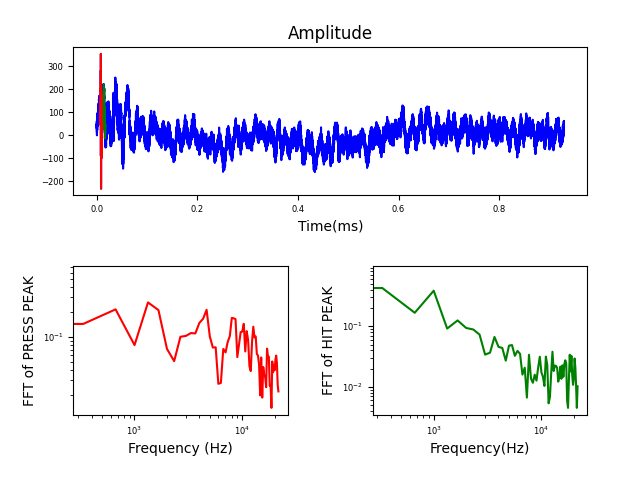 Amplitude
300
200
100
0
−100
−200
0.0 0.2 0.4 0.6 0.8
Time(ms)
FFT of PRESS PEAK
10⁻¹
10³ 10⁴
Frequency (Hz)
FFT of HIT PEAK
10⁻¹
10⁻²
10³ 10⁴
Frequency(Hz)